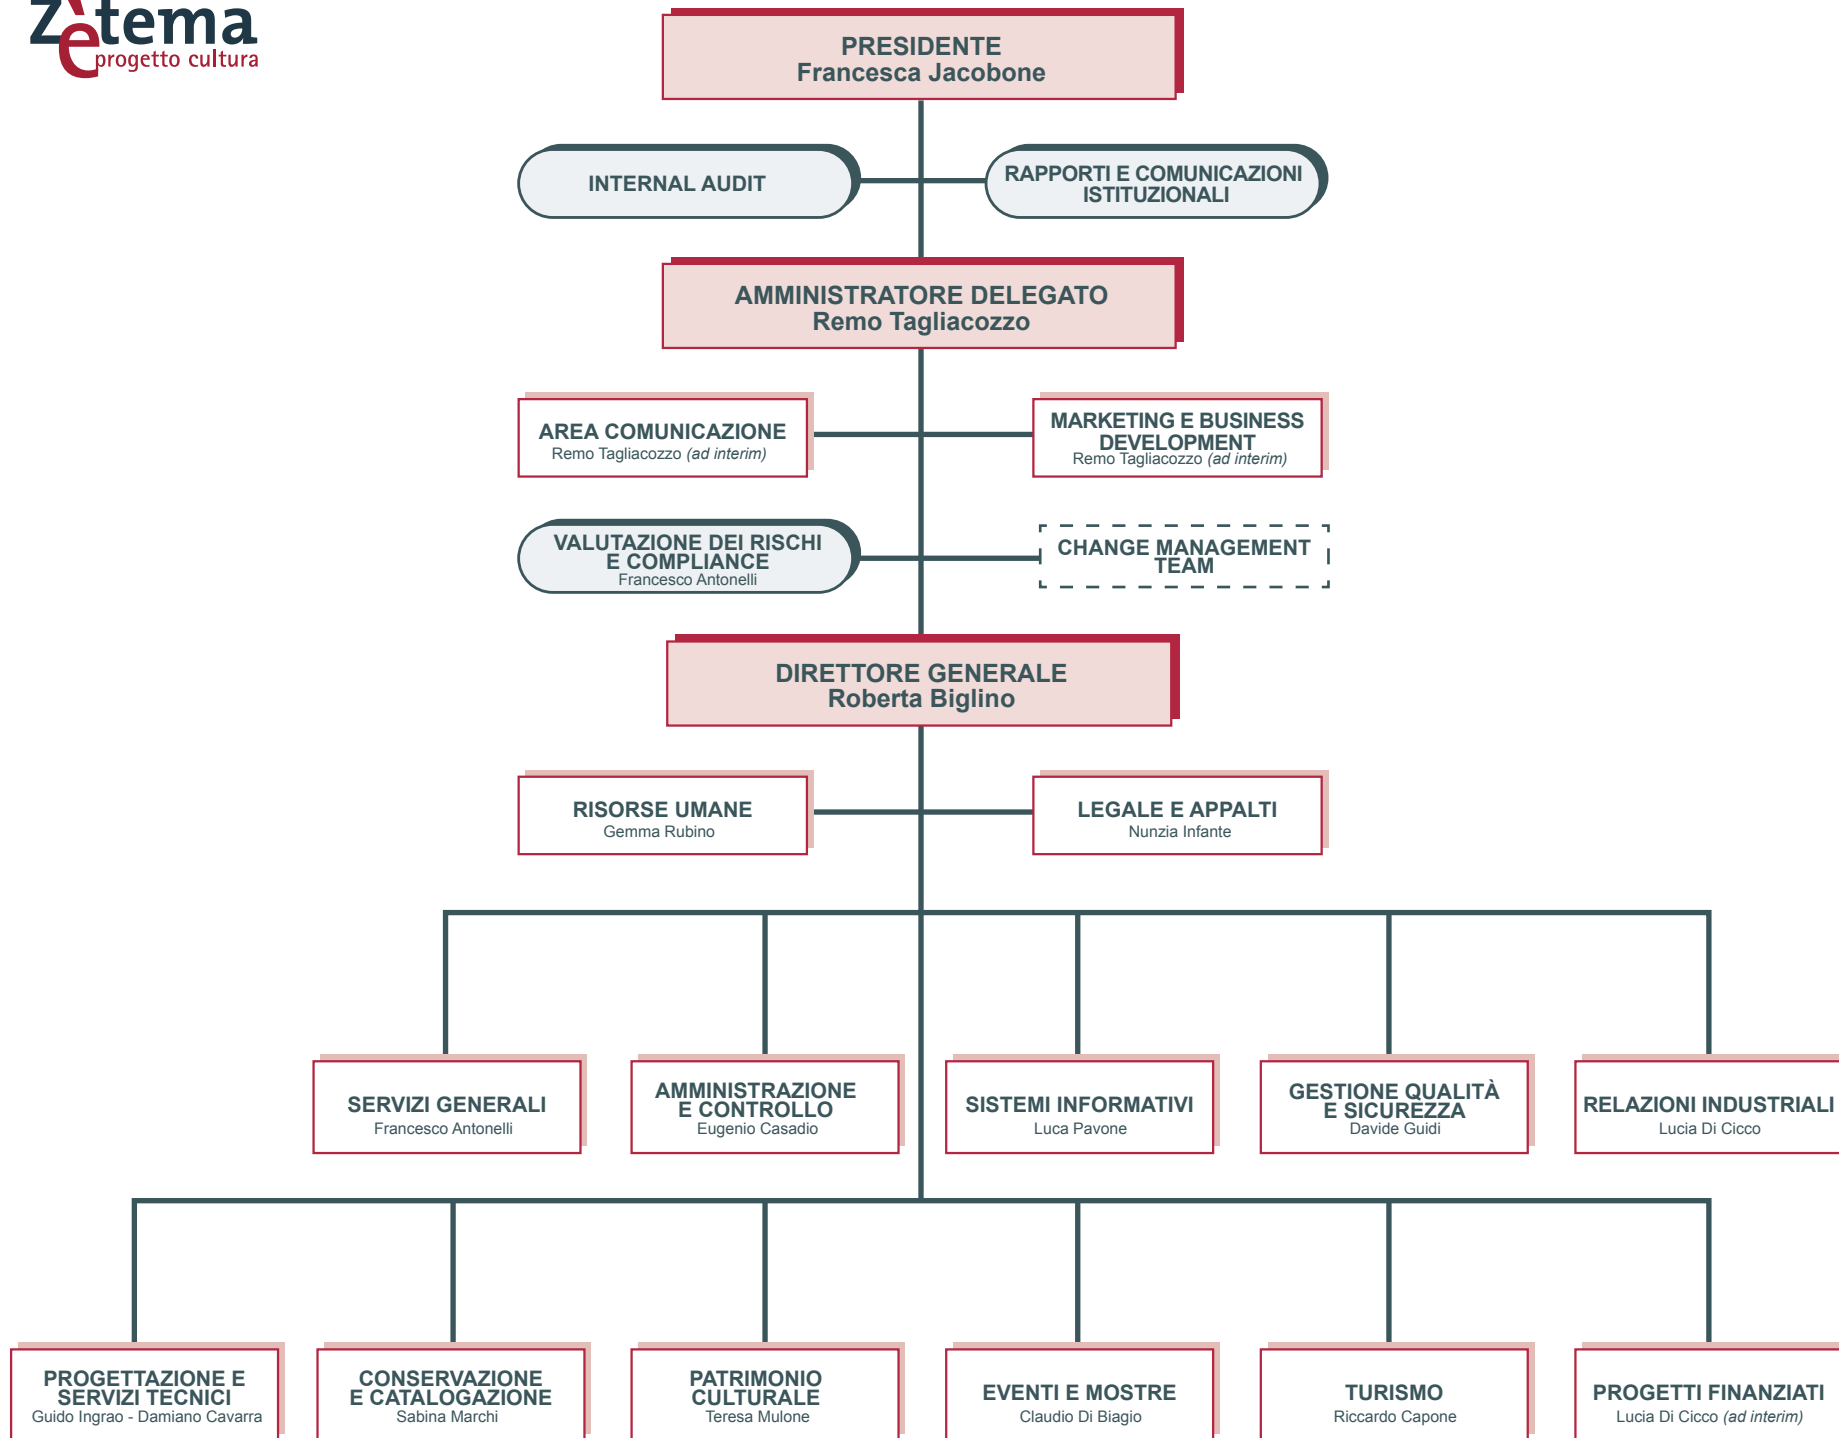 Zètema
progetto cultura
PRESIDENTE
Francesca Jacobone
INTERNAL AUDIT
RAPPORTI E COMUNICAZIONI
ISTITUZIONALI
AMMINISTRATORE DELEGATO
Remo Tagliacozzo
AREA COMUNICAZIONE
Remo Tagliacozzo (ad interim)
MARKETING E BUSINESS
DEVELOPMENT
Remo Tagliacozzo (ad interim)
VALUTAZIONE DEI RISCHI
E COMPLIANCE
Francesco Antonelli
CHANGE MANAGEMENT
TEAM
DIRETTORE GENERALE
Roberta Biglino
RISORSE UMANE
Gemma Rubino
LEGALE E APPALTI
Nunzia Infante
SERVIZI GENERALI
Francesco Antonelli
AMMINISTRAZIONE
E CONTROLLO
Eugenio Casadio
SISTEMI INFORMATIVI
Luca Pavone
GESTIONE QUALITÀ
E SICUREZZA
Davide Guidi
RELAZIONI INDUSTRIALI
Lucia Di Cicco
PROGETTAZIONE E
SERVIZI TECNICI
Guido Ingrao - Damiano Cavarra
CONSERVAZIONE
E CATALOGAZIONE
Sabina Marchi
PATRIMONIO
CULTURALE
Teresa Mulone
EVENTI E MOSTRE
Claudio Di Biagio
TURISMO
Riccardo Capone
PROGETTI FINANZIATI
Lucia Di Cicco (ad interim)